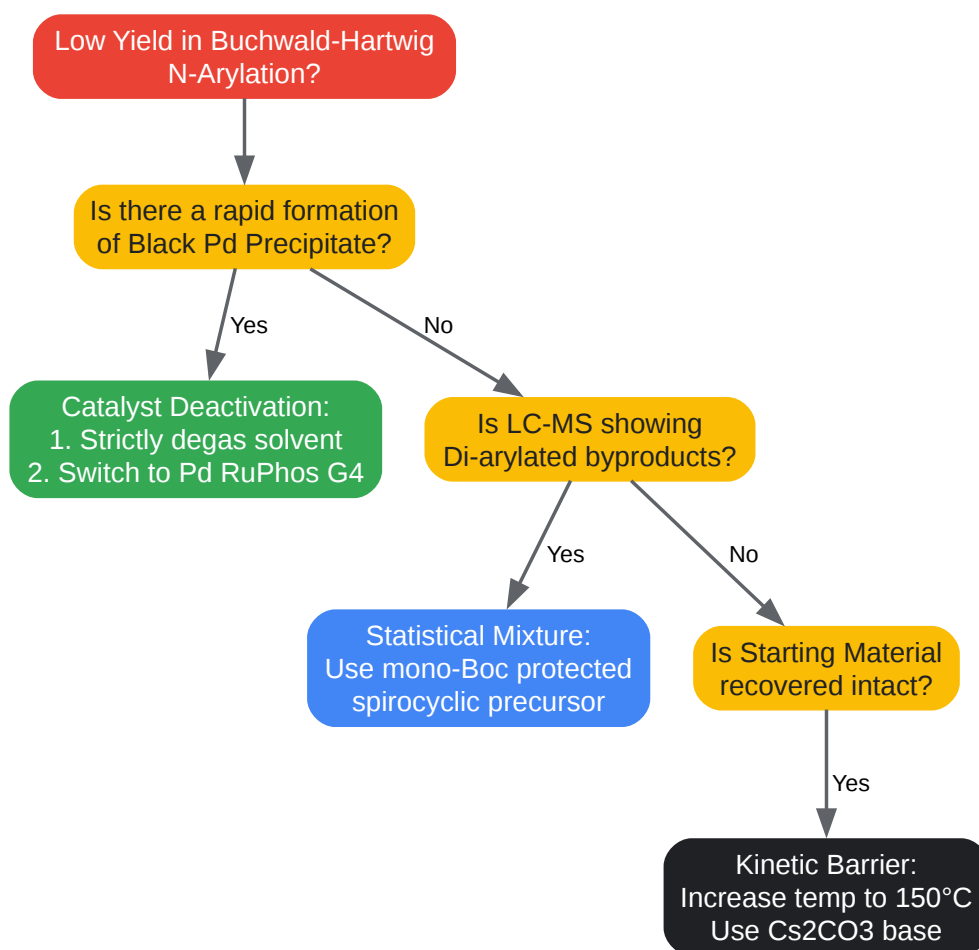 Low Yield in Buchwald-Hartwig
N-Arylation?
Is there a rapid formation
of Black Pd Precipitate?
Yes
No
Catalyst Deactivation:
1. Strictly degas solvent
2. Switch to Pd RuPhos G4
Is LC-MS showing
Di-arylated byproducts?
Yes
No
Statistical Mixture:
Use mono-Boc protected
spirocyclic precursor
Is Starting Material
recovered intact?
Yes
Kinetic Barrier:
Increase temp to 150°C
Use Cs2CO3 base